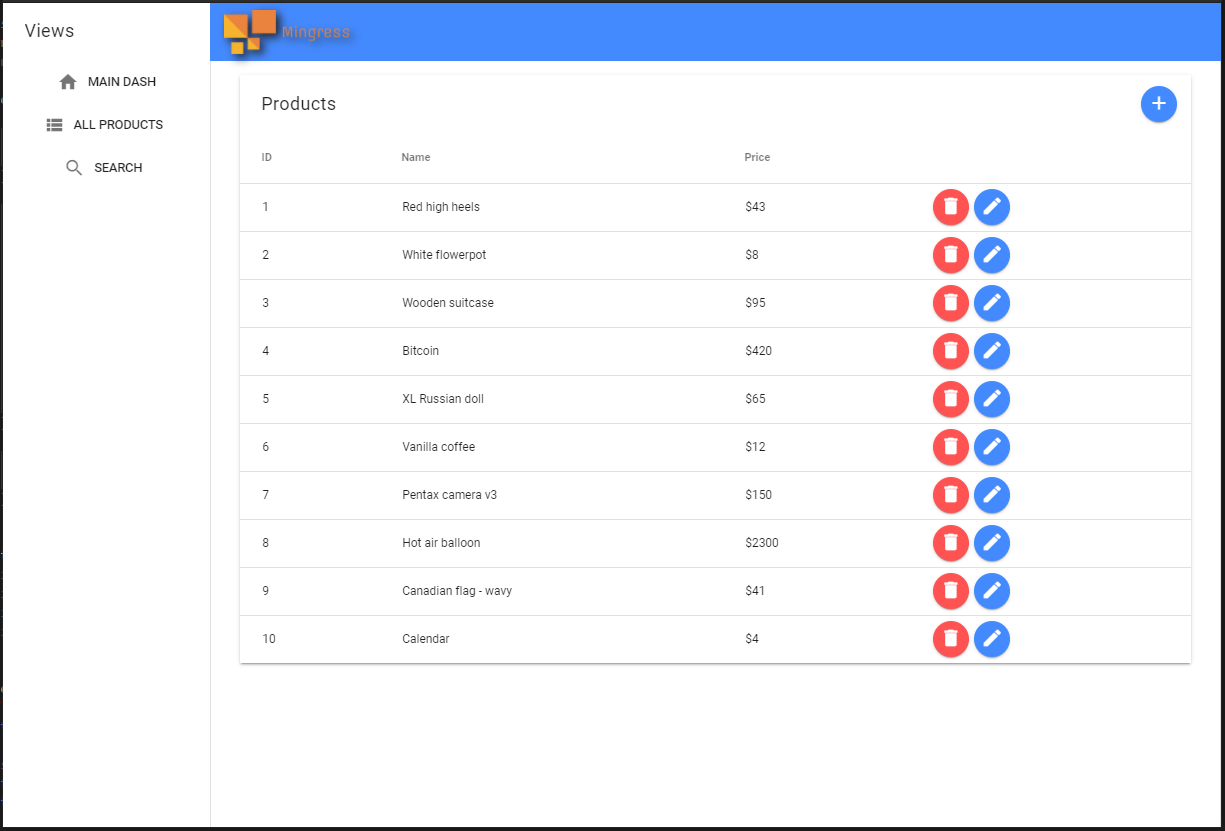 Views
Mingress
MAIN DASH
ALL PRODUCTS
SEARCH
Products
ID Name Price
1 Red high heels $43
2 White flowerpot $8
3 Wooden suitcase $95
4 Bitcoin $420
5 XL Russian doll $65
6 Vanilla coffee $12
7 Pentax camera v3 $150
8 Hot air balloon $2300
9 Canadian flag - wavy $41
10 Calendar $4